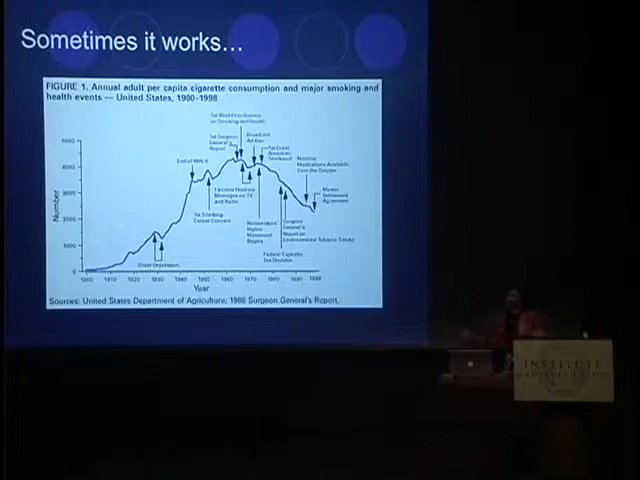 Sometimes it works...
FIGURE 1. Annual adult per capita cigarette consumption and major smoking and
health events — United States, 1900–1998
1st World Conference
on Smoking and Health
1st Surgeon
General's
Report
Broadcast
Ad Ban
1st Great
American
Smokeout
End of WW II
Nicotine
Medications Available
Over the Counter
Master
Settlement
Agreement
Fairness Doctrine
Messages on TV
and Radio
1st Smoking-
Cancer Concern
Nonsmokers'
Rights
Movement
Begins
Surgeon
General's
Report on
Environmental Tobacco Smoke
Federal Cigarette
Tax Doubles
Great Depression
Number
5000
4000
3000
2000
1000
0
1900 1910 1920 1930 1940 1950 1960 1970 1980 1990 1998
Year
Sources: United States Department of Agriculture; 1986 Surgeon General's Report.
INSTITUTE